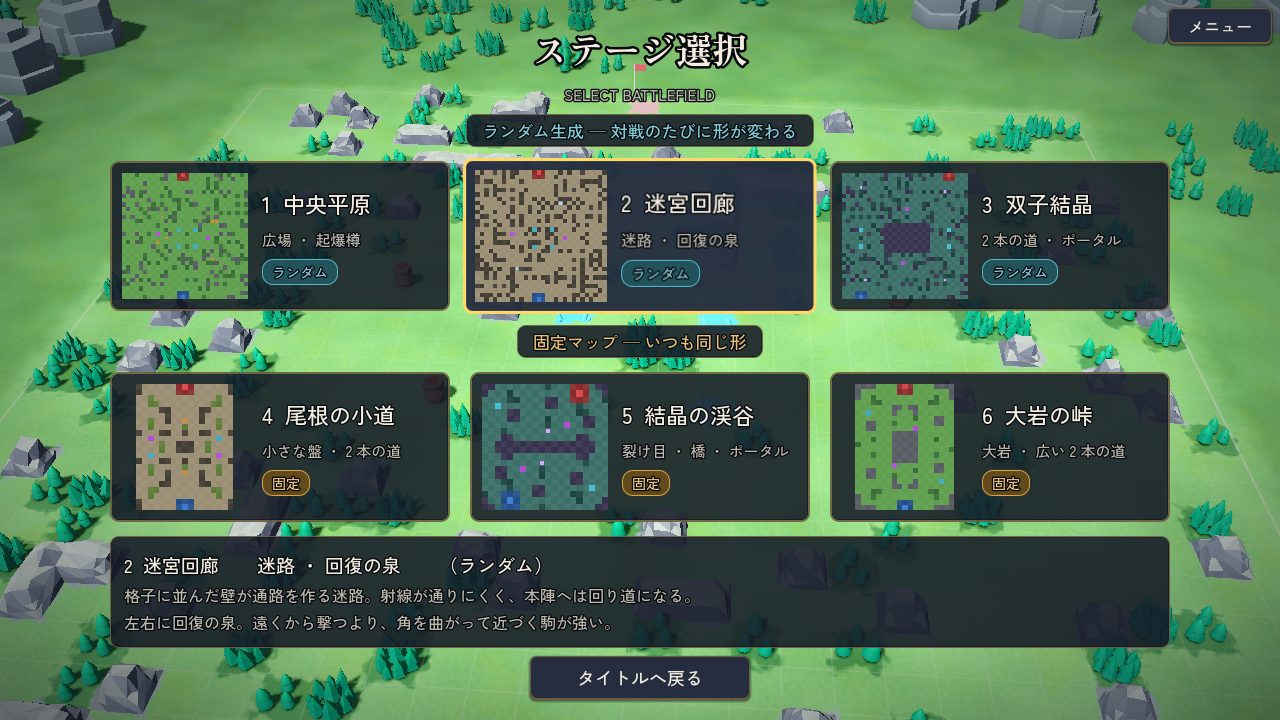 メニュー
ステージ選択
SELECT BATTLEFIELD
ランダム生成 ― 対戦のたびに形が変わる
1 中央平原
広場 ・ 起爆樽
ランダム
2 迷宮回廊
迷路 ・ 回復の泉
ランダム
3 双子結晶
2本の道 ・ ポータル
ランダム
固定マップ ― いつも同じ形
4 尾根の小道
小さな盤 ・ 2本の道
固定
5 結晶の渓谷
裂け目 ・ 橋 ・ ポータル
固定
6 大岩の峠
大岩 ・ 広い2本の道
固定
2 迷宮回廊　　迷路 ・ 回復の泉　　（ランダム）
格子に並んだ壁が通路を作る迷路。射線が通りにくく、本陣へは回り道になる。
左右に回復の泉。遠くから撃つより、角を曲がって近づく駒が強い。
タイトルへ戻る